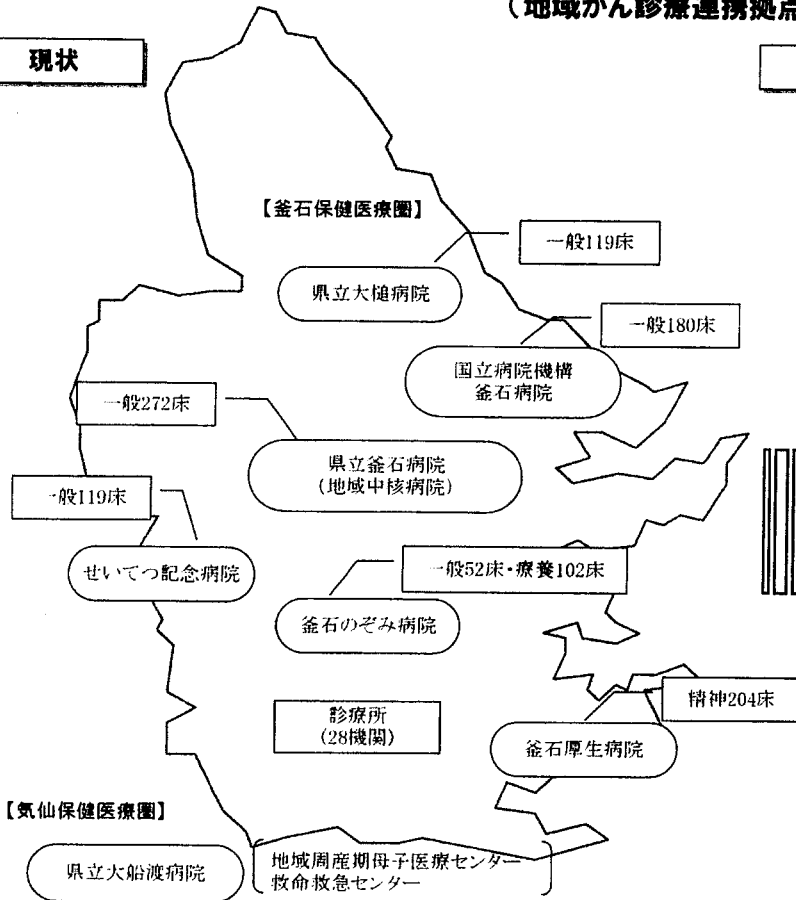 (地域がん診療連携拠点
現状
【釜石保健医療圏】
一般119床
県立大槌病院
一般180床
国立病院機構
釜石病院
一般272床
県立釜石病院
(地域中核病院)
一般119床
せいてつ記念病院
一般52床・療養102床
釜石のぞみ病院
精神204床
診療所
(28機関)
釜石厚生病院
【気仙保健医療圏】
県立大船渡病院
地域周産期母子医療センター
救命救急センター